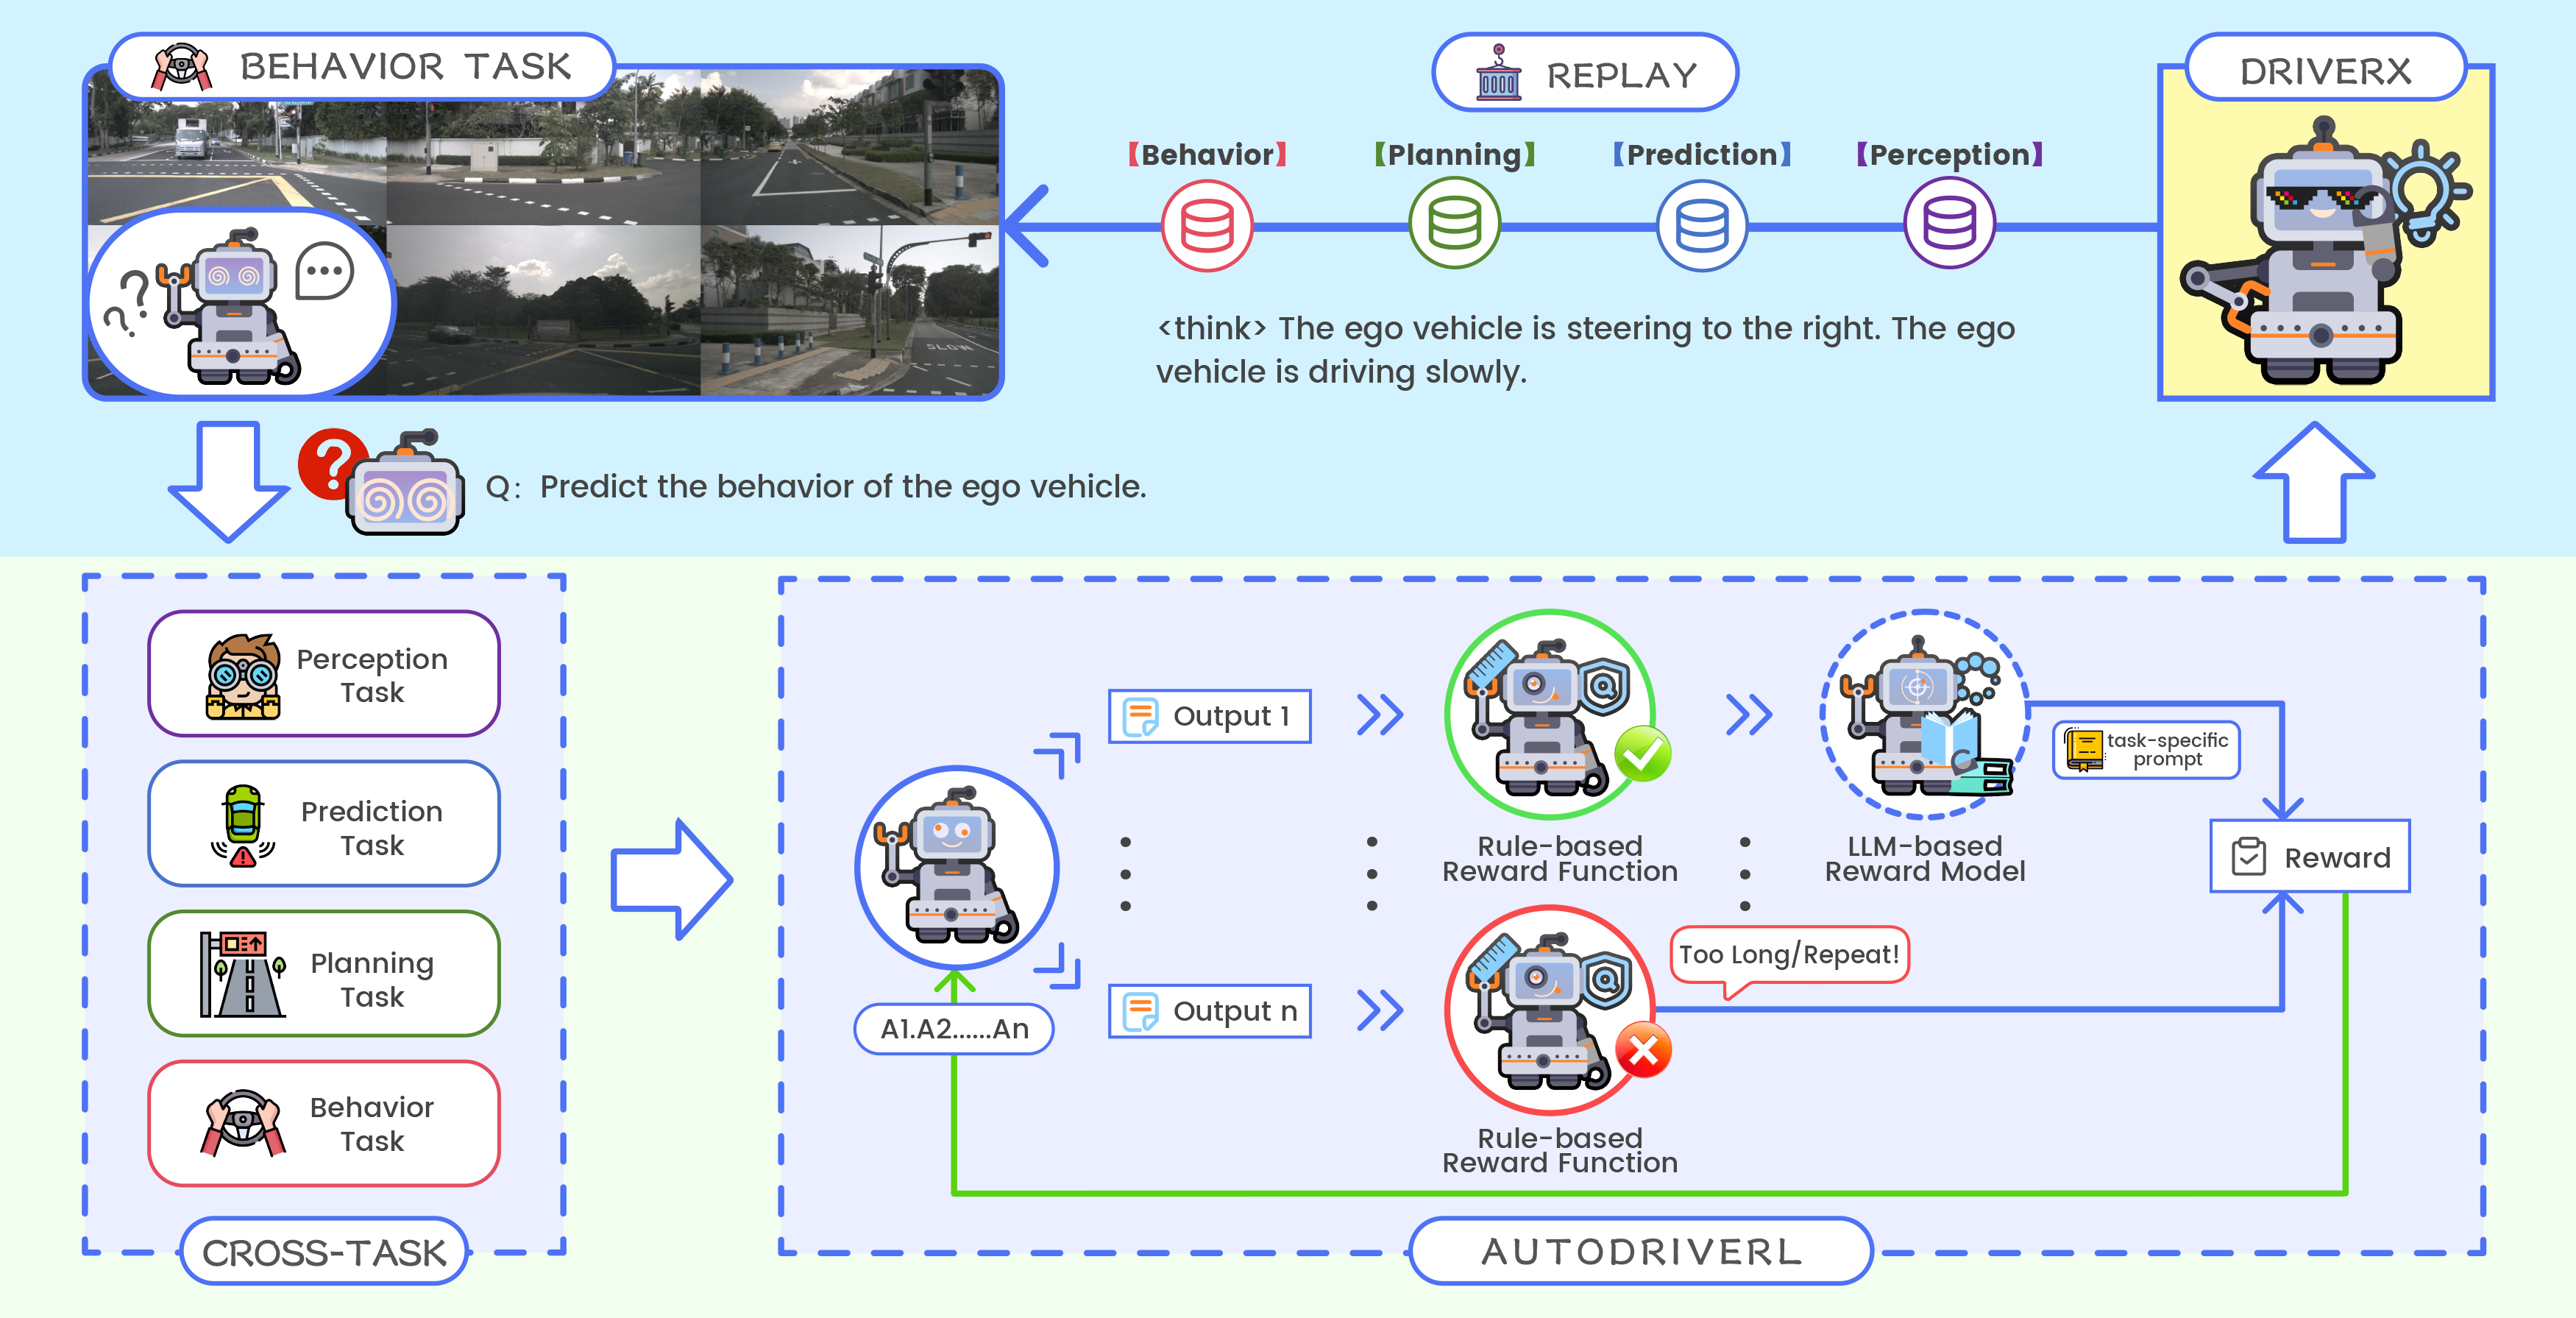 BEHAVIOR TASK
REPLAY
DRIVERX
【Behavior】
【Planning】
【Prediction】
【Perception】
<think> The ego vehicle is steering to the right. The ego
vehicle is driving slowly.
SLOW
Q: Predict the behavior of the ego vehicle.
Perception
Task
Prediction
Task
Planning
Task
Behavior
Task
CROSS-TASK
Output 1
Rule-based
Reward Function
LLM-based
Reward Model
task-specific
prompt
Reward
A1.A2......An
Output n
Too Long/Repeat!
Rule-based
Reward Function
AUTODRIVERL